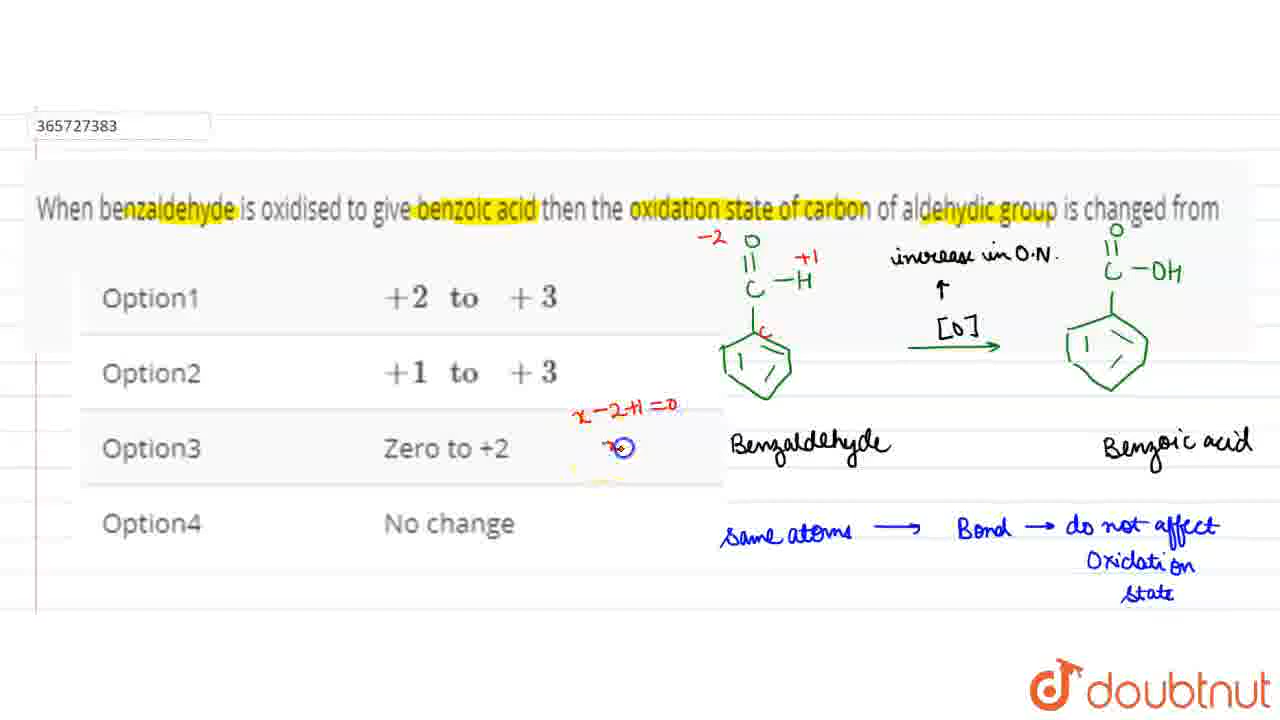 365727383
When benzaldehyde is oxidised to give benzoic acid then the oxidation state of carbon of aldehydic group is changed from
Option1 +2 to +3
Option2 +1 to +3
Option3 Zero to +2
Option4 No change
-2
O
+1
C - H
C
x - 2 + 1 = 0
x
Benzaldehyde
increase in O.N.
↑
[O]
O
C - OH
Benzoic acid
same atoms → Bond → do not affect
Oxidation
state
doubtnut